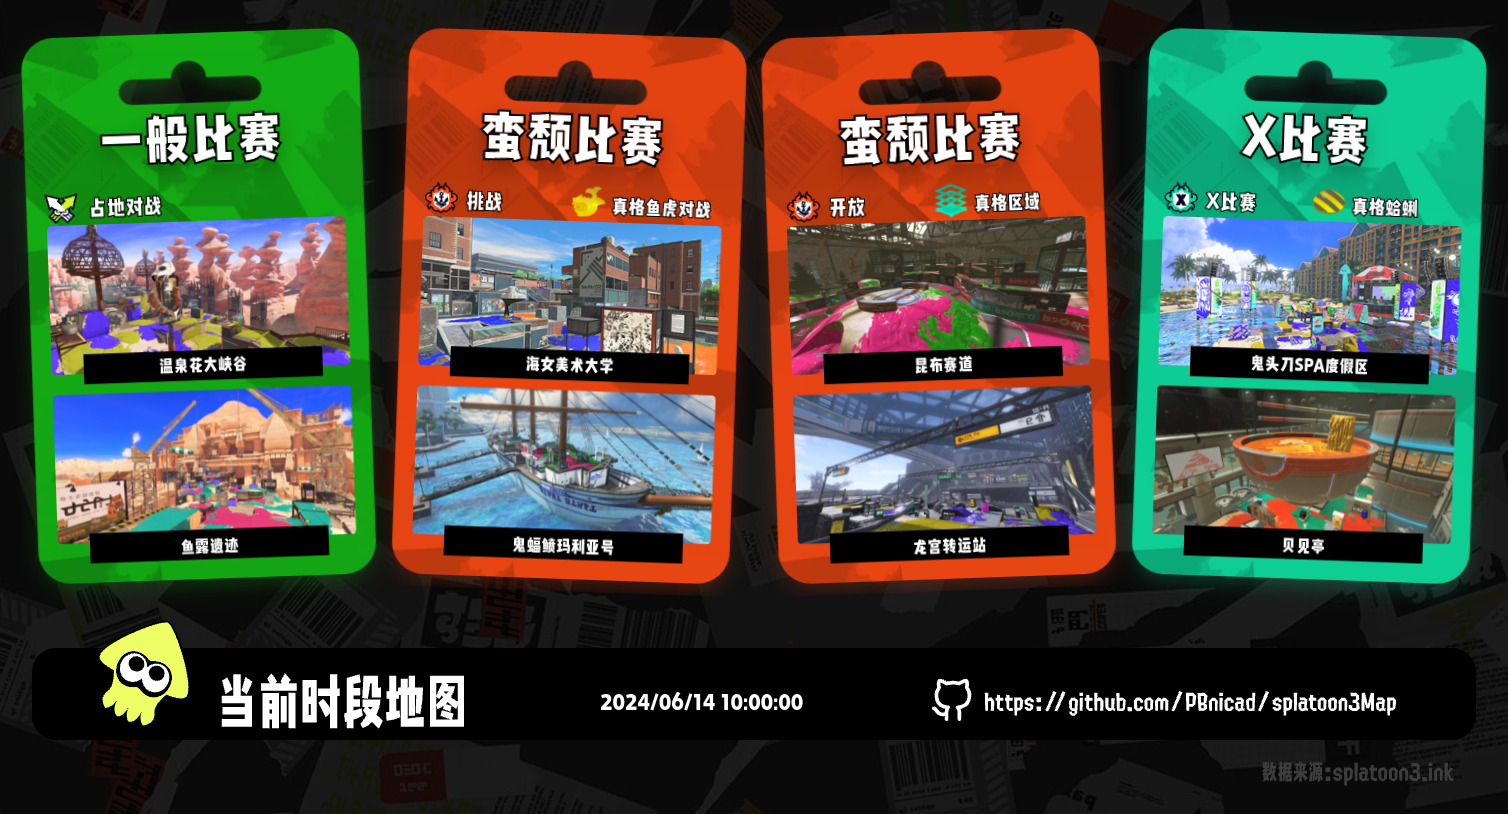 一般比赛
占地对战
温泉花大峡谷
鱼露遗迹
蛮颓比赛
挑战
真格鱼虎对战
海女美术大学
鬼蝠鲼玛利亚号
蛮颓比赛
开放
真格区域
昆布赛道
龙宫转运站
X比赛
X比赛
真格蛤蜊
鬼头刀SPA度假区
贝见亭
当前时段地图
2024/06/14 10:00:00
https://github.com/PBnicad/splatoon3Map
数据来源:splatoon3.ink